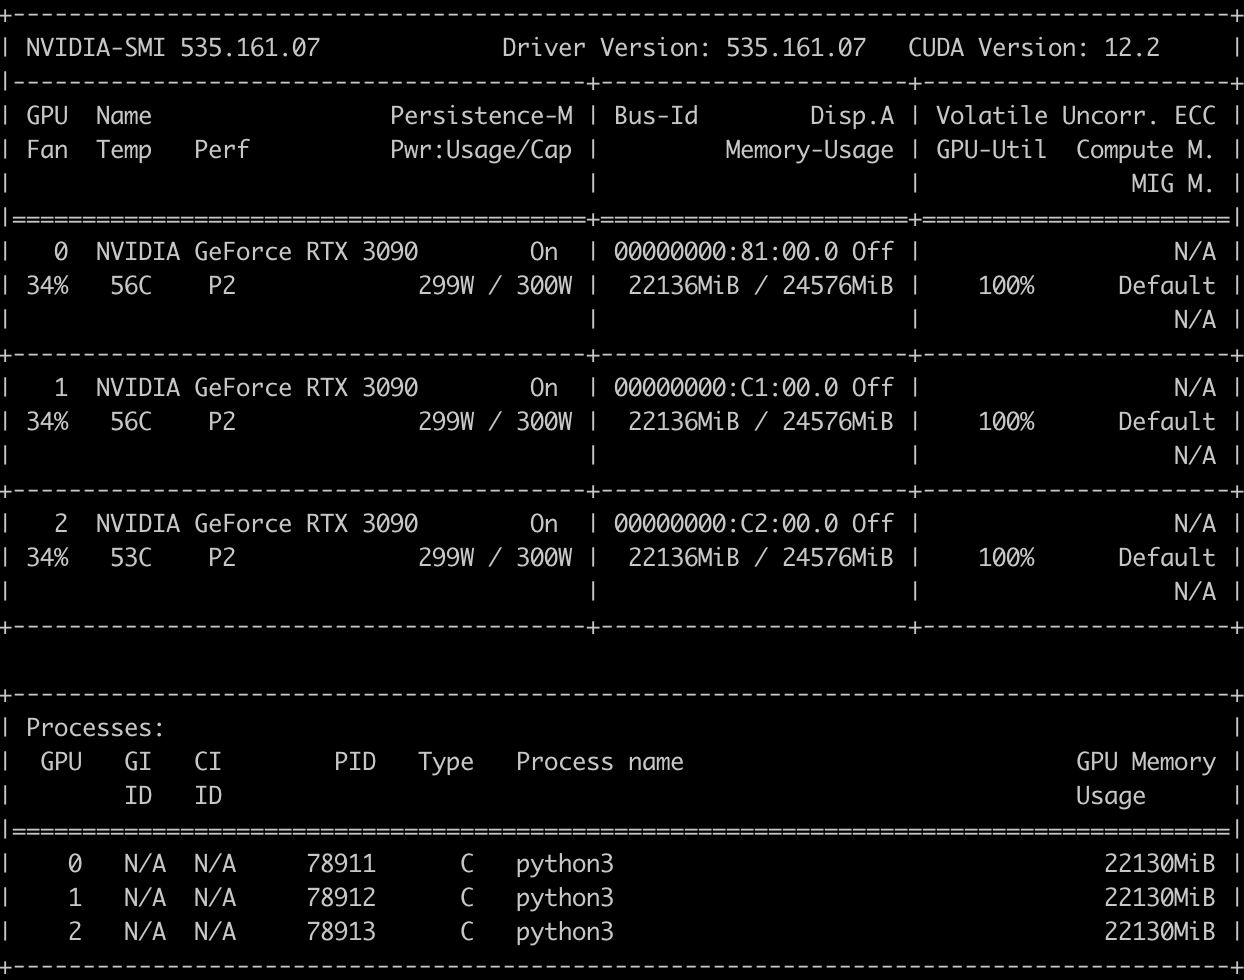 +---------------------------------------------------------------------------------------+
| NVIDIA-SMI 535.161.07             Driver Version: 535.161.07   CUDA Version: 12.2     |
|-----------------------------------------+----------------------+----------------------+
| GPU  Name                 Persistence-M | Bus-Id        Disp.A | Volatile Uncorr. ECC |
| Fan  Temp   Perf          Pwr:Usage/Cap |         Memory-Usage | GPU-Util  Compute M. |
|                                         |                      |               MIG M. |
|=========================================+======================+======================|
|   0  NVIDIA GeForce RTX 3090        On  | 00000000:81:00.0 Off |                  N/A |
| 34%   56C    P2             299W / 300W |  22136MiB / 24576MiB |    100%      Default |
|                                         |                      |                  N/A |
+-----------------------------------------+----------------------+----------------------+
|   1  NVIDIA GeForce RTX 3090        On  | 00000000:C1:00.0 Off |                  N/A |
| 34%   56C    P2             299W / 300W |  22136MiB / 24576MiB |    100%      Default |
|                                         |                      |                  N/A |
+-----------------------------------------+----------------------+----------------------+
|   2  NVIDIA GeForce RTX 3090        On  | 00000000:C2:00.0 Off |                  N/A |
| 34%   53C    P2             299W / 300W |  22136MiB / 24576MiB |    100%      Default |
|                                         |                      |                  N/A |
+-----------------------------------------+----------------------+----------------------+

+---------------------------------------------------------------------------------------+
| Processes:                                                                            |
|  GPU   GI   CI        PID   Type   Process name                            GPU Memory |
|        ID   ID                                                             Usage      |
|=======================================================================================|
|    0   N/A  N/A     78911      C   python3                                   22130MiB |
|    1   N/A  N/A     78912      C   python3                                   22130MiB |
|    2   N/A  N/A     78913      C   python3                                   22130MiB |
+---------------------------------------------------------------------------------------+